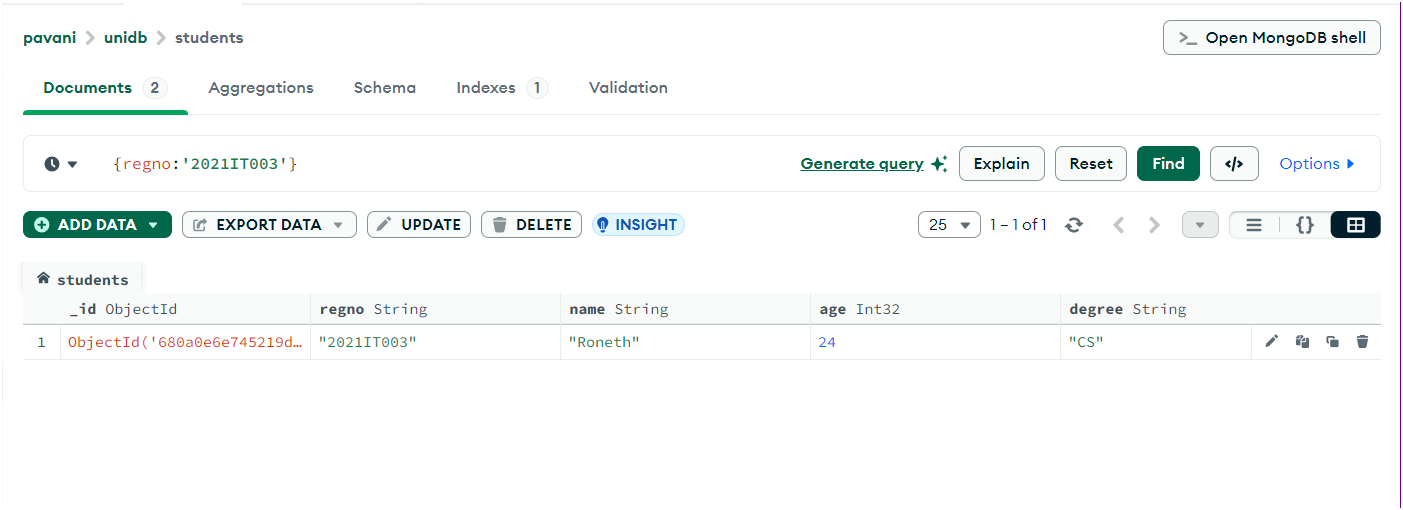 pavani > unidb > students
>_ Open MongoDB shell
Documents 2 Aggregations Schema Indexes 1 Validation
{regno:'2021IT003'} Generate query Explain Reset Find </> Options
ADD DATA EXPORT DATA UPDATE DELETE INSIGHT 25 1 – 1 of 1 {}
students
_id ObjectId regno String name String age Int32 degree String
1 ObjectId('680a0e6e745219d… "2021IT003" "Roneth" 24 "CS"